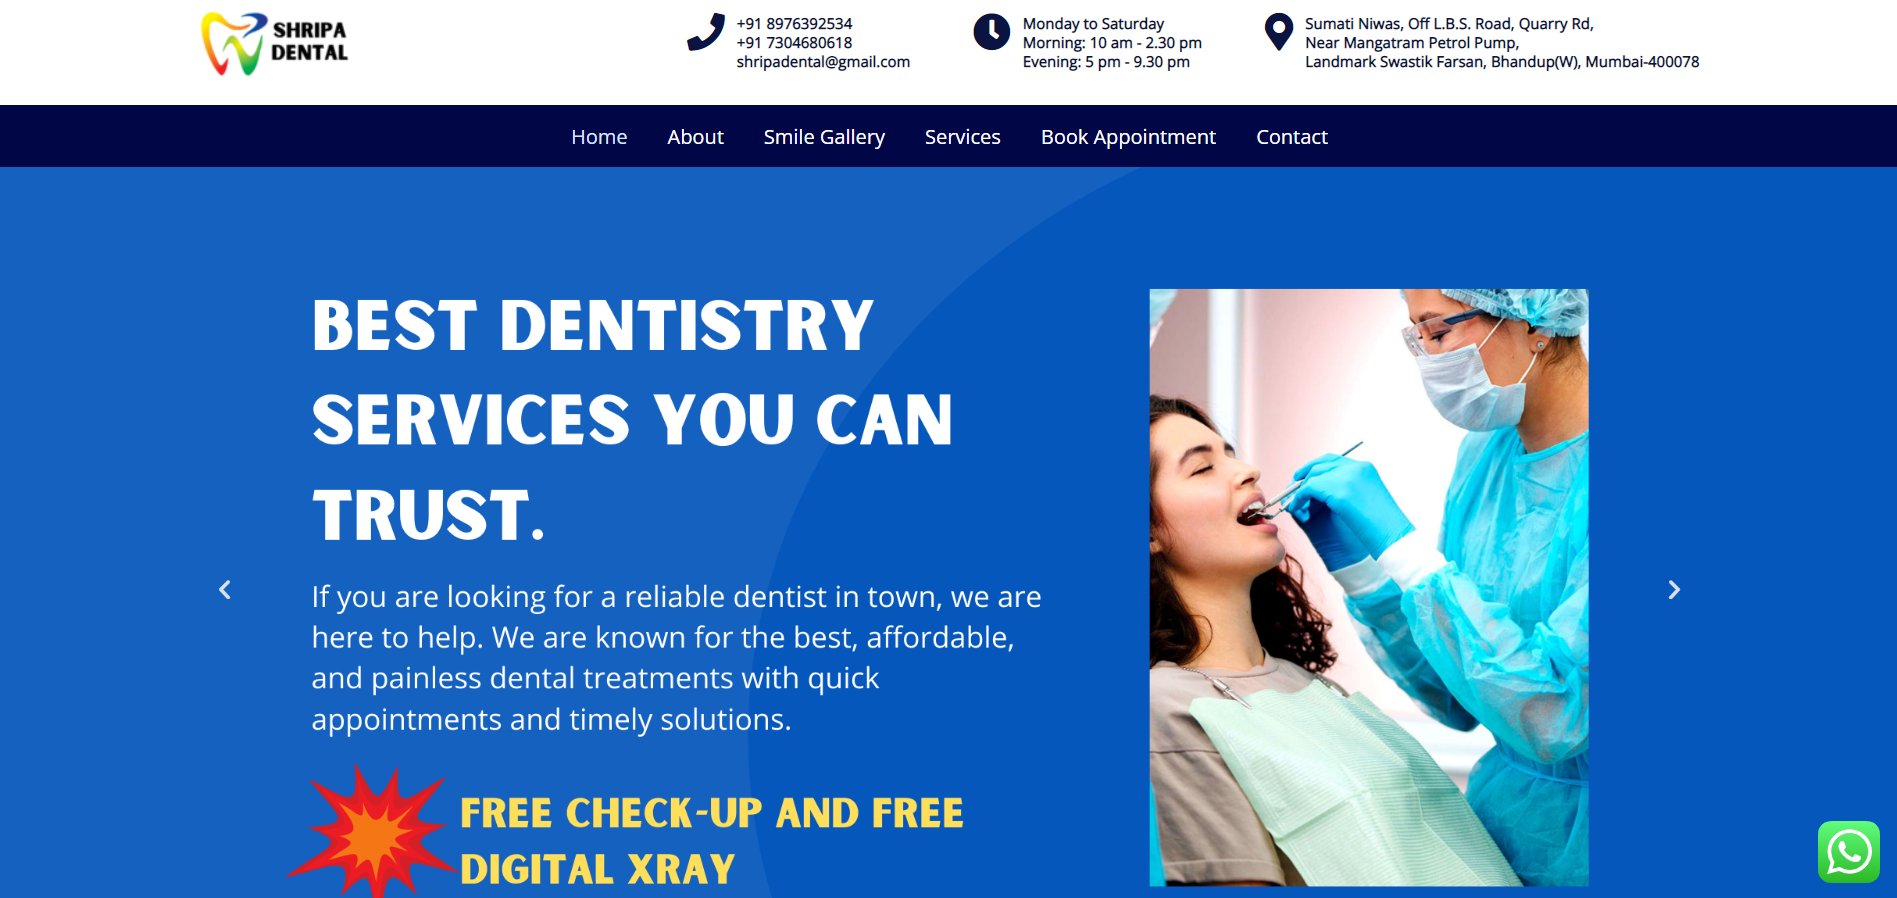 SHRIPA
DENTAL
+91 8976392534
+91 7304680618
shripadental@gmail.com
Monday to Saturday
Morning: 10 am - 2.30 pm
Evening: 5 pm - 9.30 pm
Sumati Niwas, Off L.B.S. Road, Quarry Rd,
Near Mangatram Petrol Pump,
Landmark Swastik Farsan, Bhandup(W), Mumbai-400078
Home About Smile Gallery Services Book Appointment Contact
BEST DENTISTRY
SERVICES YOU CAN
TRUST.
If you are looking for a reliable dentist in town, we are
here to help. We are known for the best, affordable,
and painless dental treatments with quick
appointments and timely solutions.
FREE CHECK-UP AND FREE
DIGITAL XRAY